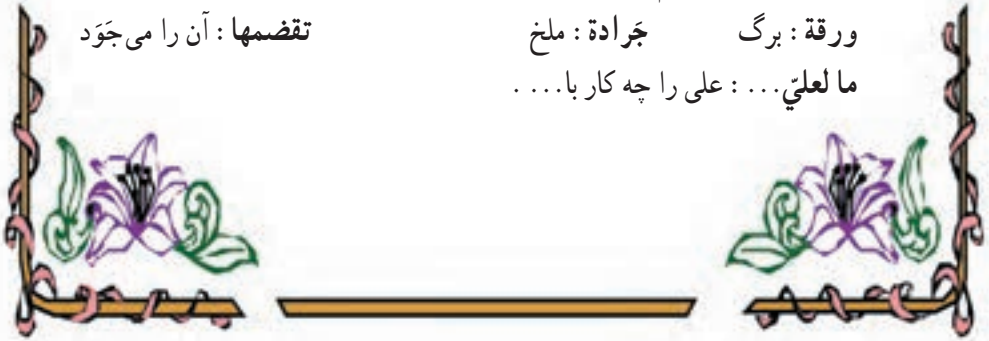 ورقة : برگ جَرادة : ملخ تقضمها : آن را می‌جَوَد
ما لعليّ... : علی را چه کار با.... .